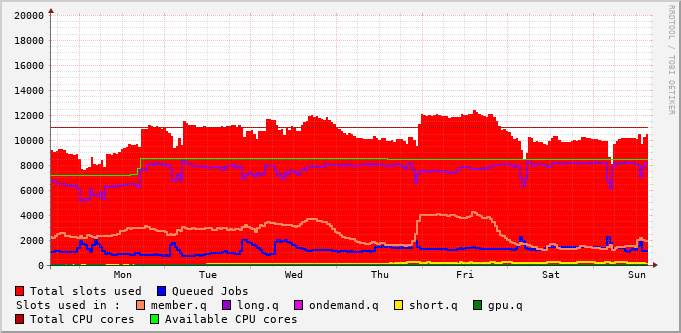 RRDTOOL / TOBI OETIKER
20000
18000
16000
14000
12000
10000
8000
6000
4000
2000
0
Mon Tue Wed Thu Fri Sat Sun
Total slots used Queued Jobs
Slots used in : member.q long.q ondemand.q short.q gpu.q
Total CPU cores Available CPU cores